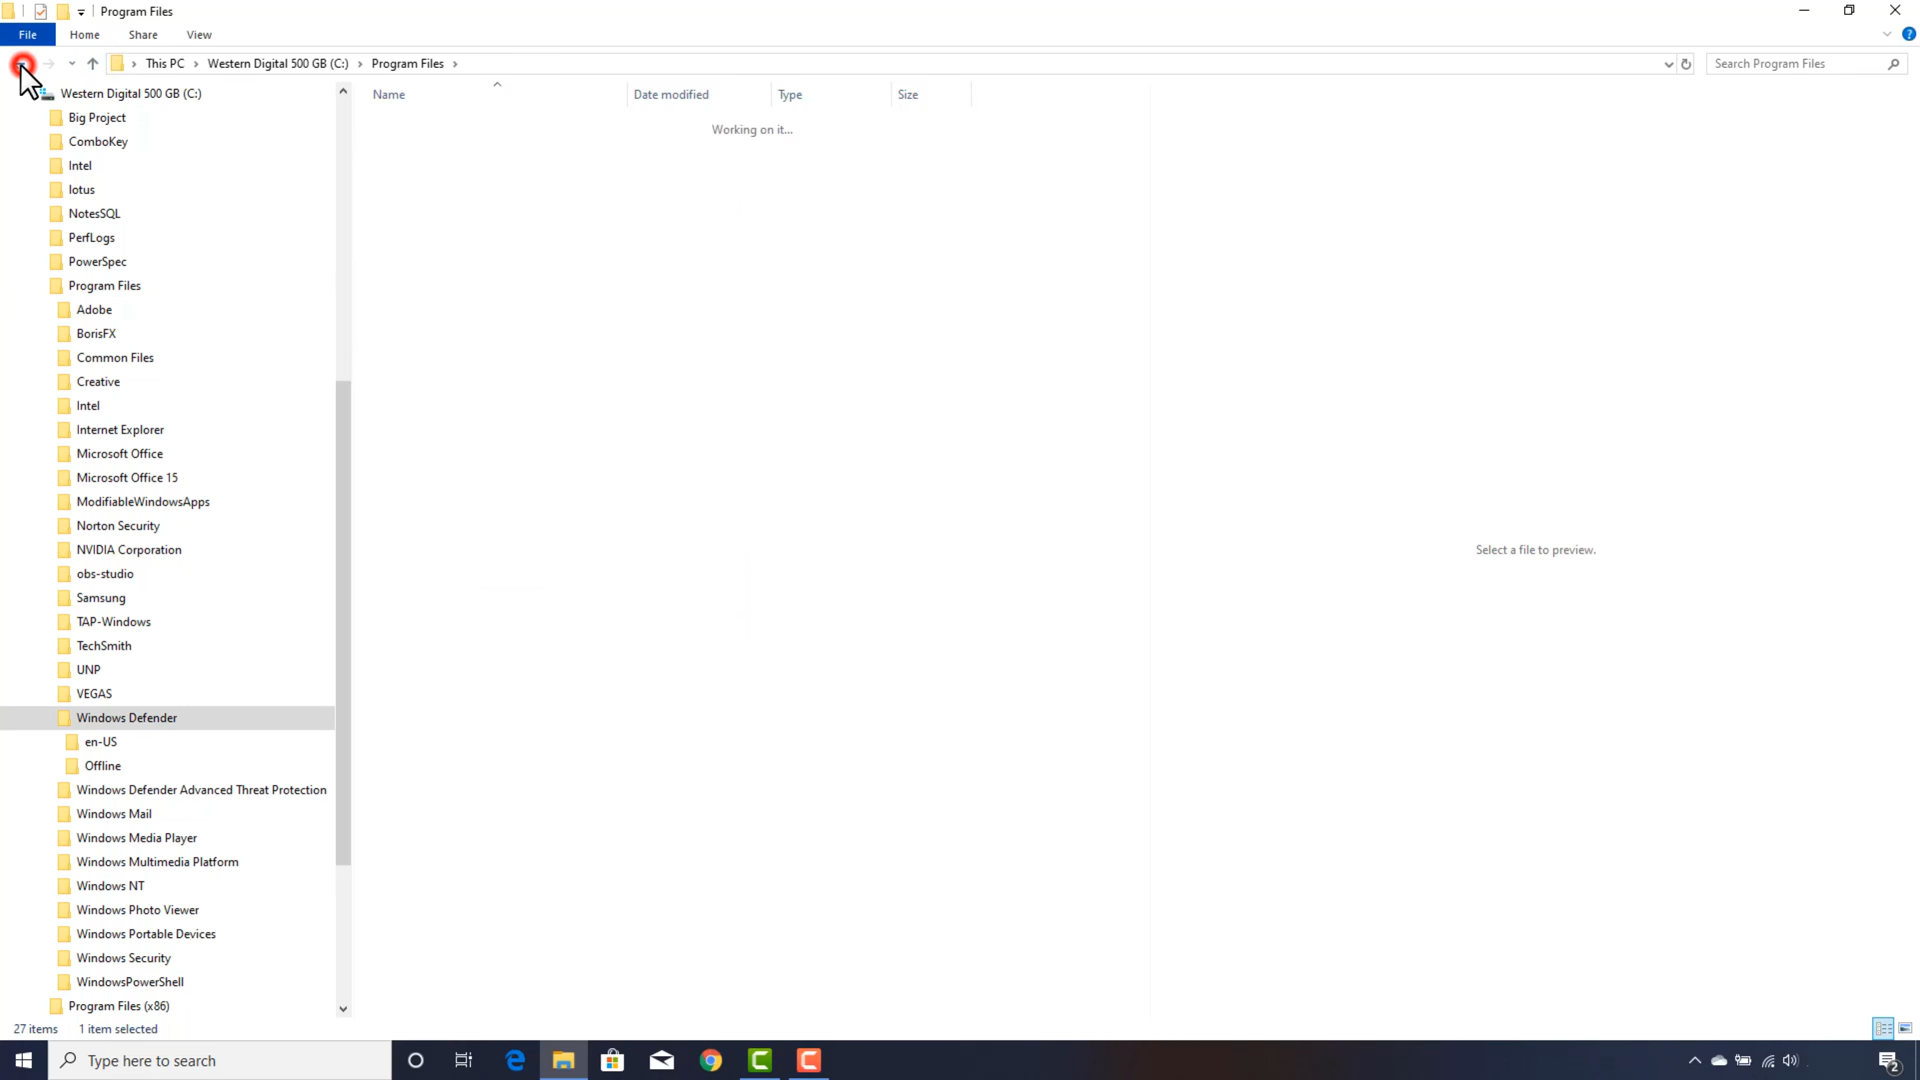 Program Files
File Home Share View
This PC Western Digital 500 GB (C:) Program Files
Search Program Files
Western Digital 500 GB (C:)
Big Project
ComboKey
Intel
lotus
NotesSQL
PerfLogs
PowerSpec
Program Files
Adobe
BorisFX
Common Files
Creative
Intel
Internet Explorer
Microsoft Office
Microsoft Office 15
ModifiableWindowsApps
Norton Security
NVIDIA Corporation
obs-studio
Samsung
TAP-Windows
TechSmith
UNP
VEGAS
Windows Defender
en-US
Offline
Windows Defender Advanced Threat Protection
Windows Mail
Windows Media Player
Windows Multimedia Platform
Windows NT
Windows Photo Viewer
Windows Portable Devices
Windows Security
WindowsPowerShell
Program Files (x86)
Name Date modified Type Size
Working on it...
Select a file to preview.
27 items 1 item selected
Type here to search
2